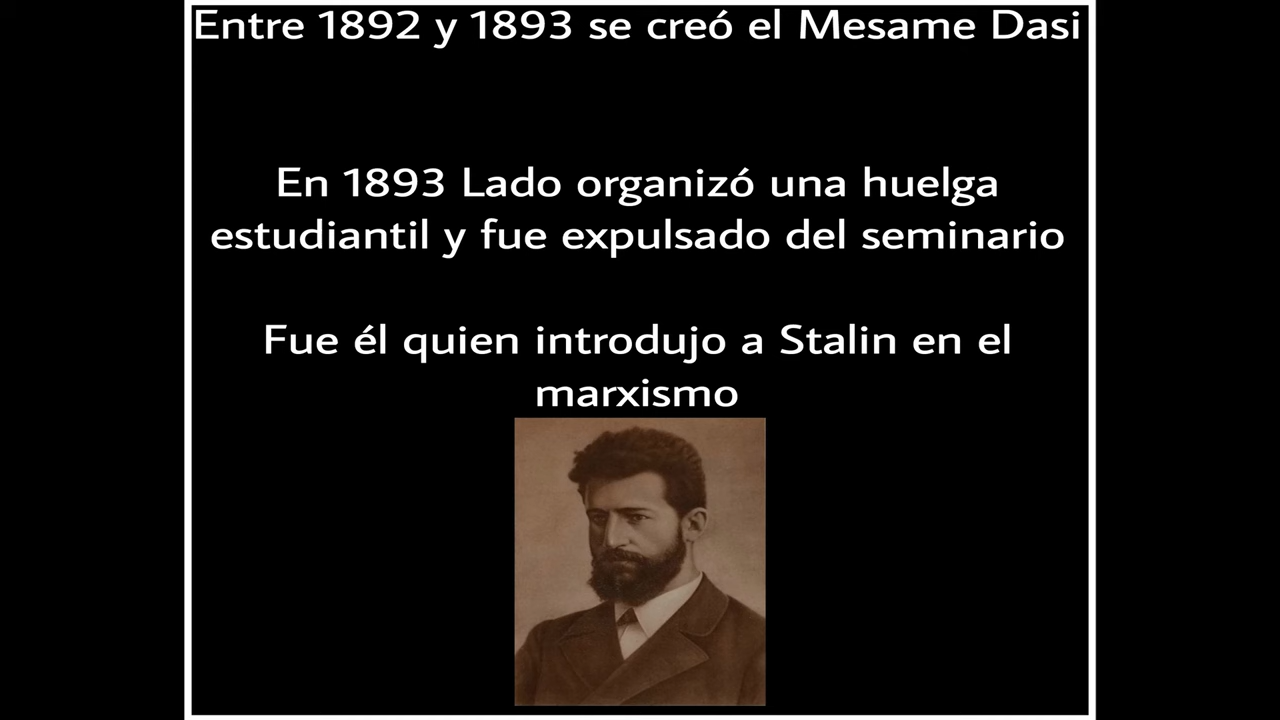 Entre 1892 y 1893 se creó el Mesame Dasi
En 1893 Lado organizó una huelga
estudiantil y fue expulsado del seminario
Fue él quien introdujo a Stalin en el
marxismo